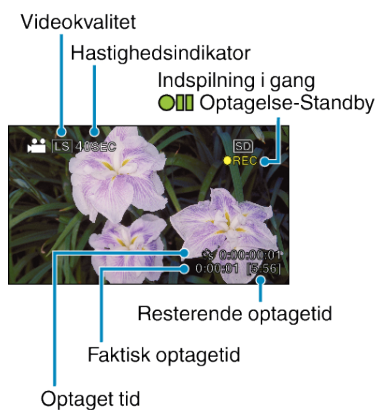 Videokvalitet
Hastighedsindikator
Indspilning i gang
Optagelse-Standby
LS 40SEC
SD
REC
0:00:00:01
0:00:01 [5:56]
Resterende optagetid
Faktisk optagetid
Optaget tid